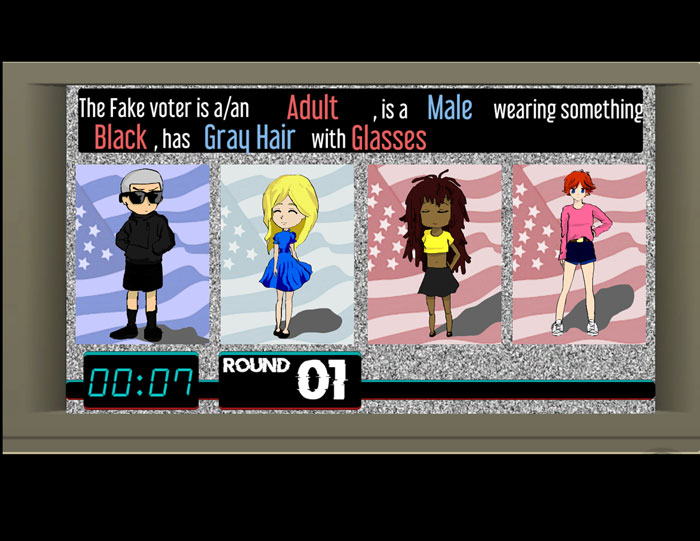 The Fake voter is a/an Adult , is a Male wearing something
Black , has Gray Hair with Glasses
00:07
ROUND 01